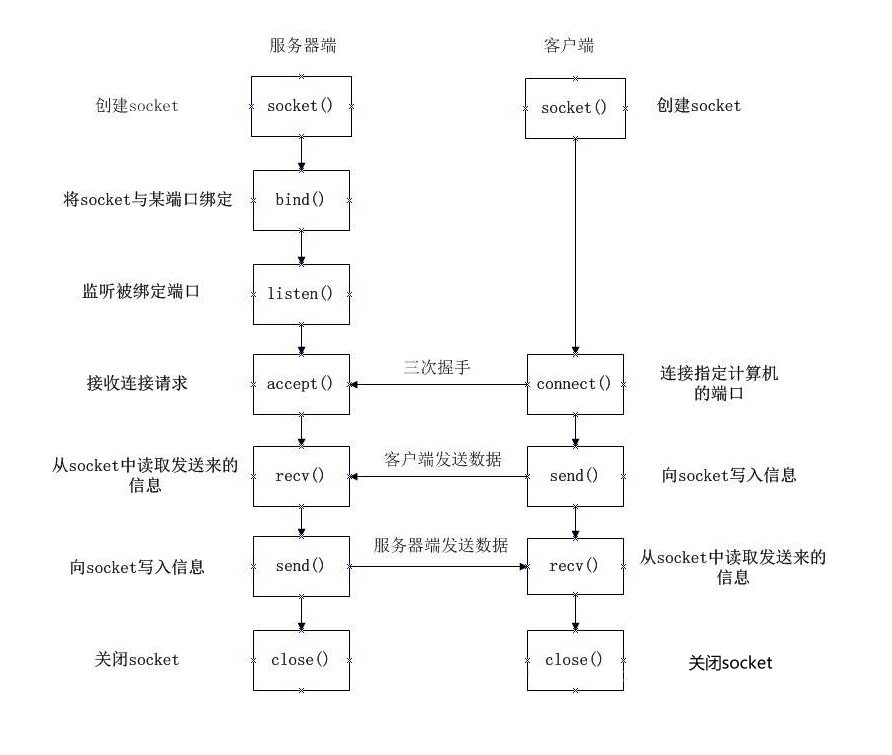 服务器端
客户端
创建socket
socket()
socket()
创建socket
将socket与某端口绑定
bind()
监听被绑定端口
listen()
接收连接请求
accept()
三次握手
connect()
连接指定计算机
的端口
从socket中读取发送来的
信息
recv()
客户端发送数据
send()
向socket写入信息
向socket写入信息
send()
服务器端发送数据
recv()
从socket中读取发送来的
信息
关闭socket
close()
close()
关闭socket